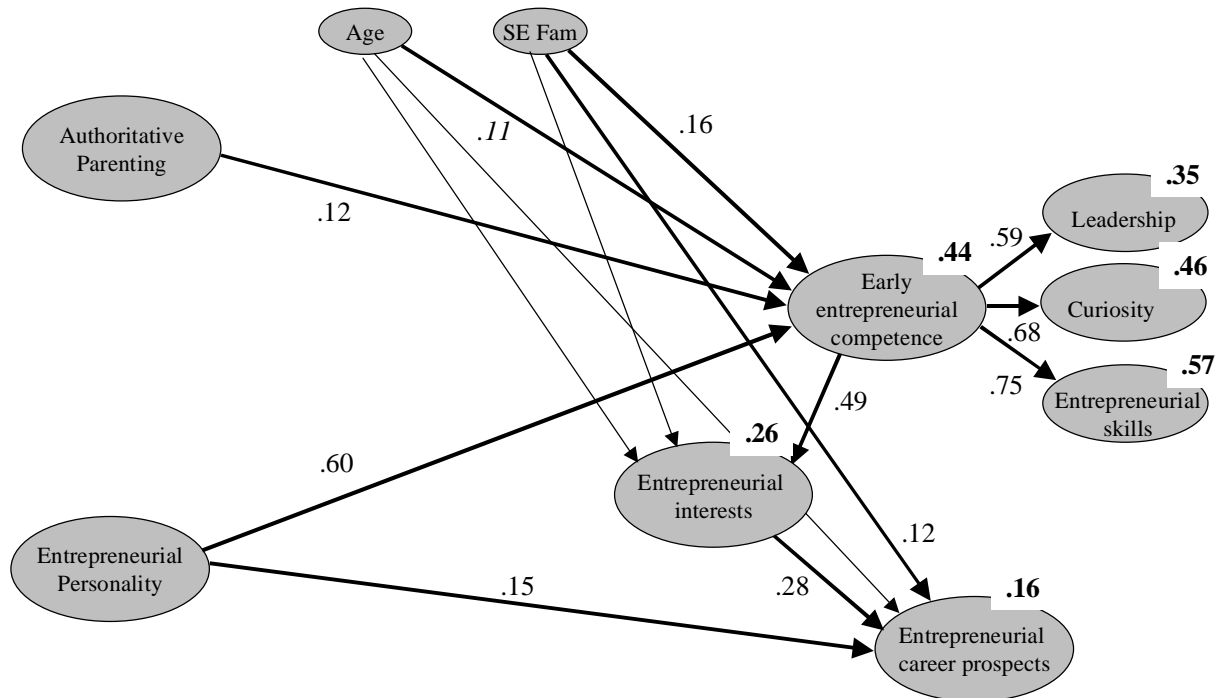 Age
SE Fam
Authoritative
Parenting
.11
.16
.12
.35
Leadership
.59
.44
Early
entrepreneurial
competence
.46
Curiosity
.68
.75
.57
Entrepreneurial
skills
.49
.26
Entrepreneurial
interests
.60
.12
Entrepreneurial
Personality
.15
.28
.16
Entrepreneurial
career prospects